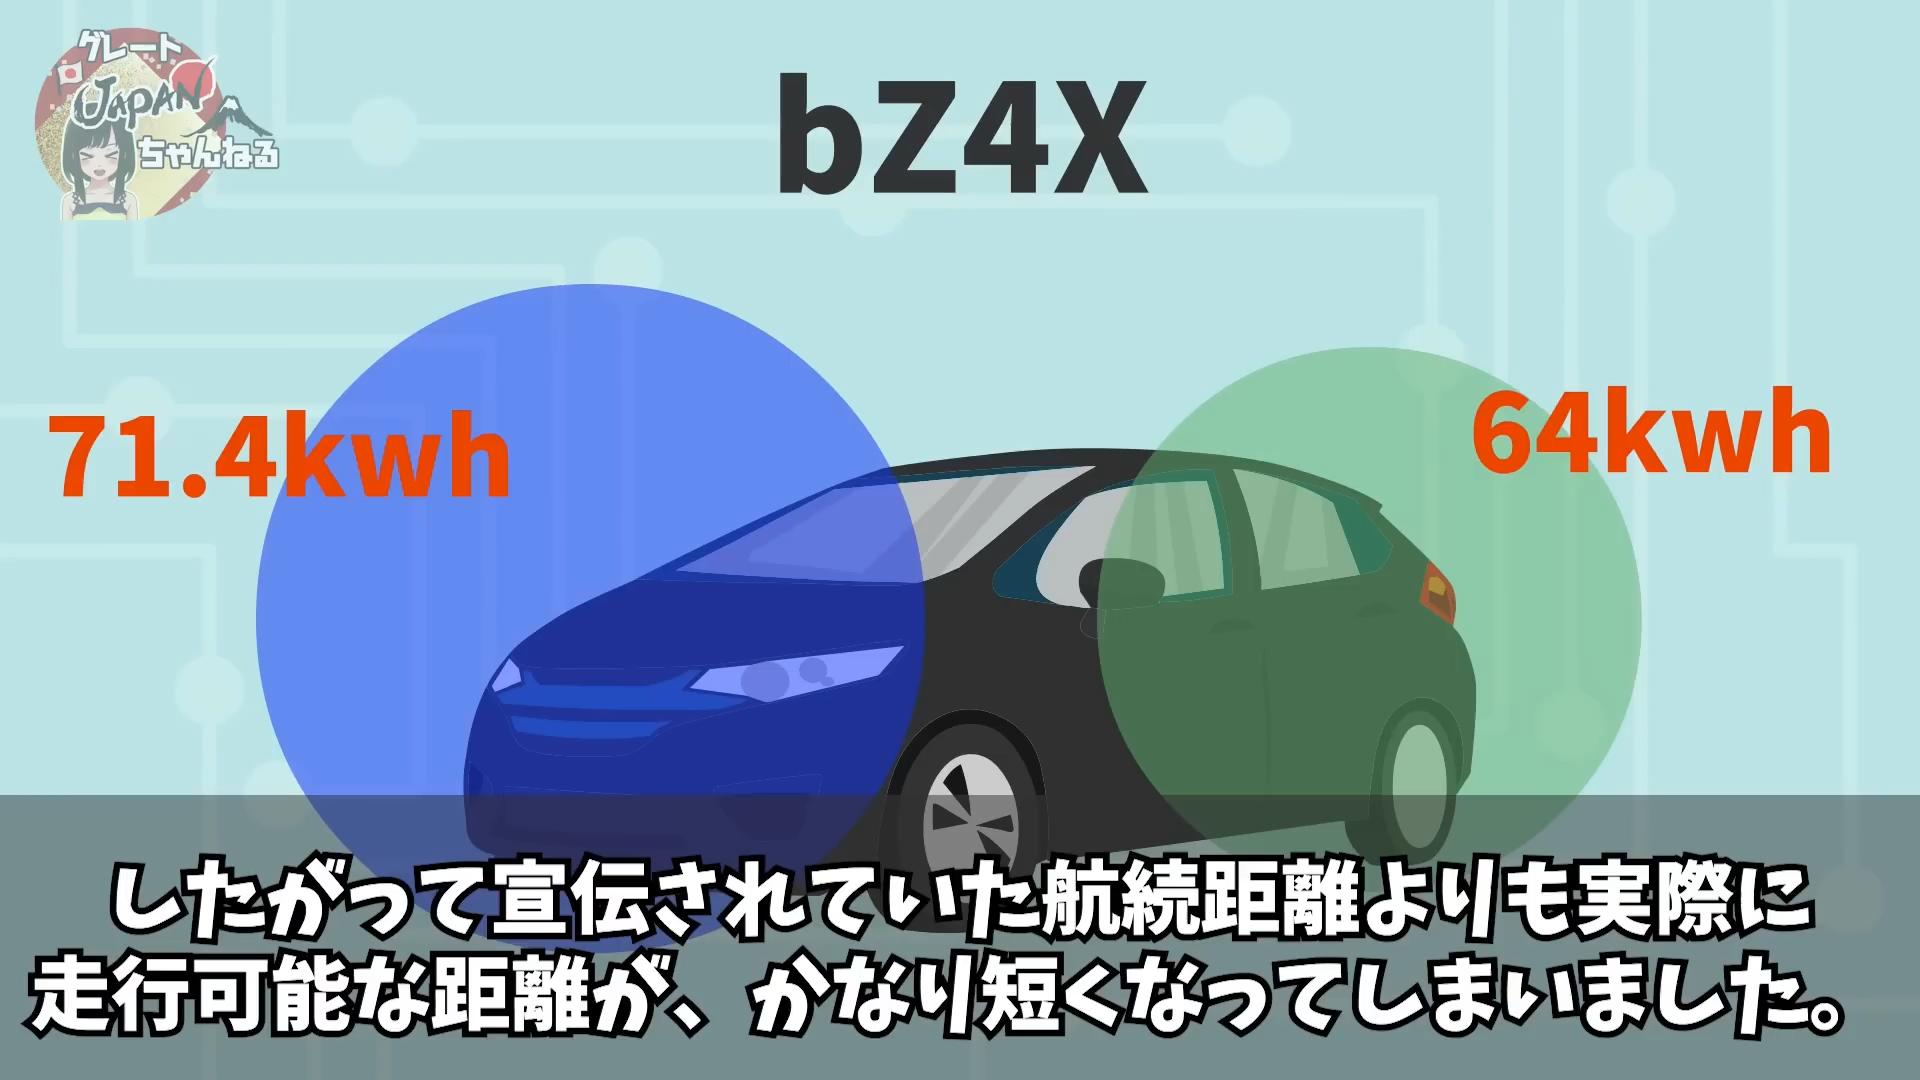 グレート
JAPAN
ちゃんねる
bZ4X
71.4kwh
64kwh
したがって宣伝されていた航続距離よりも実際に
走行可能な距離が、かなり短くなってしまいました。